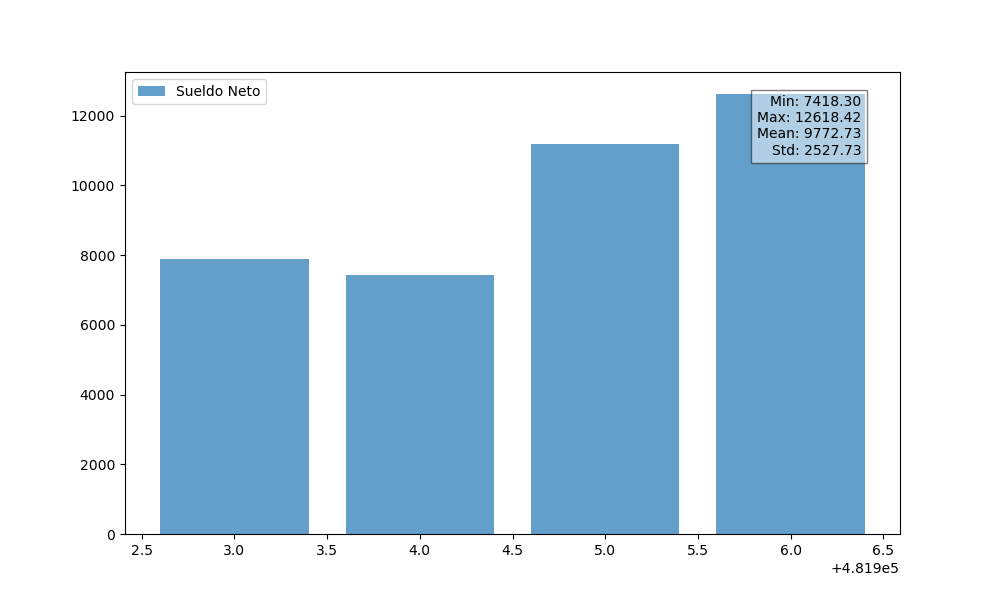 Sueldo Neto
Min: 7418.30
Max: 12618.42
Mean: 9772.73
Std: 2527.73
12000
10000
8000
6000
4000
2000
0
2.5 3.0 3.5 4.0 4.5 5.0 5.5 6.0 6.5
+4.819e5